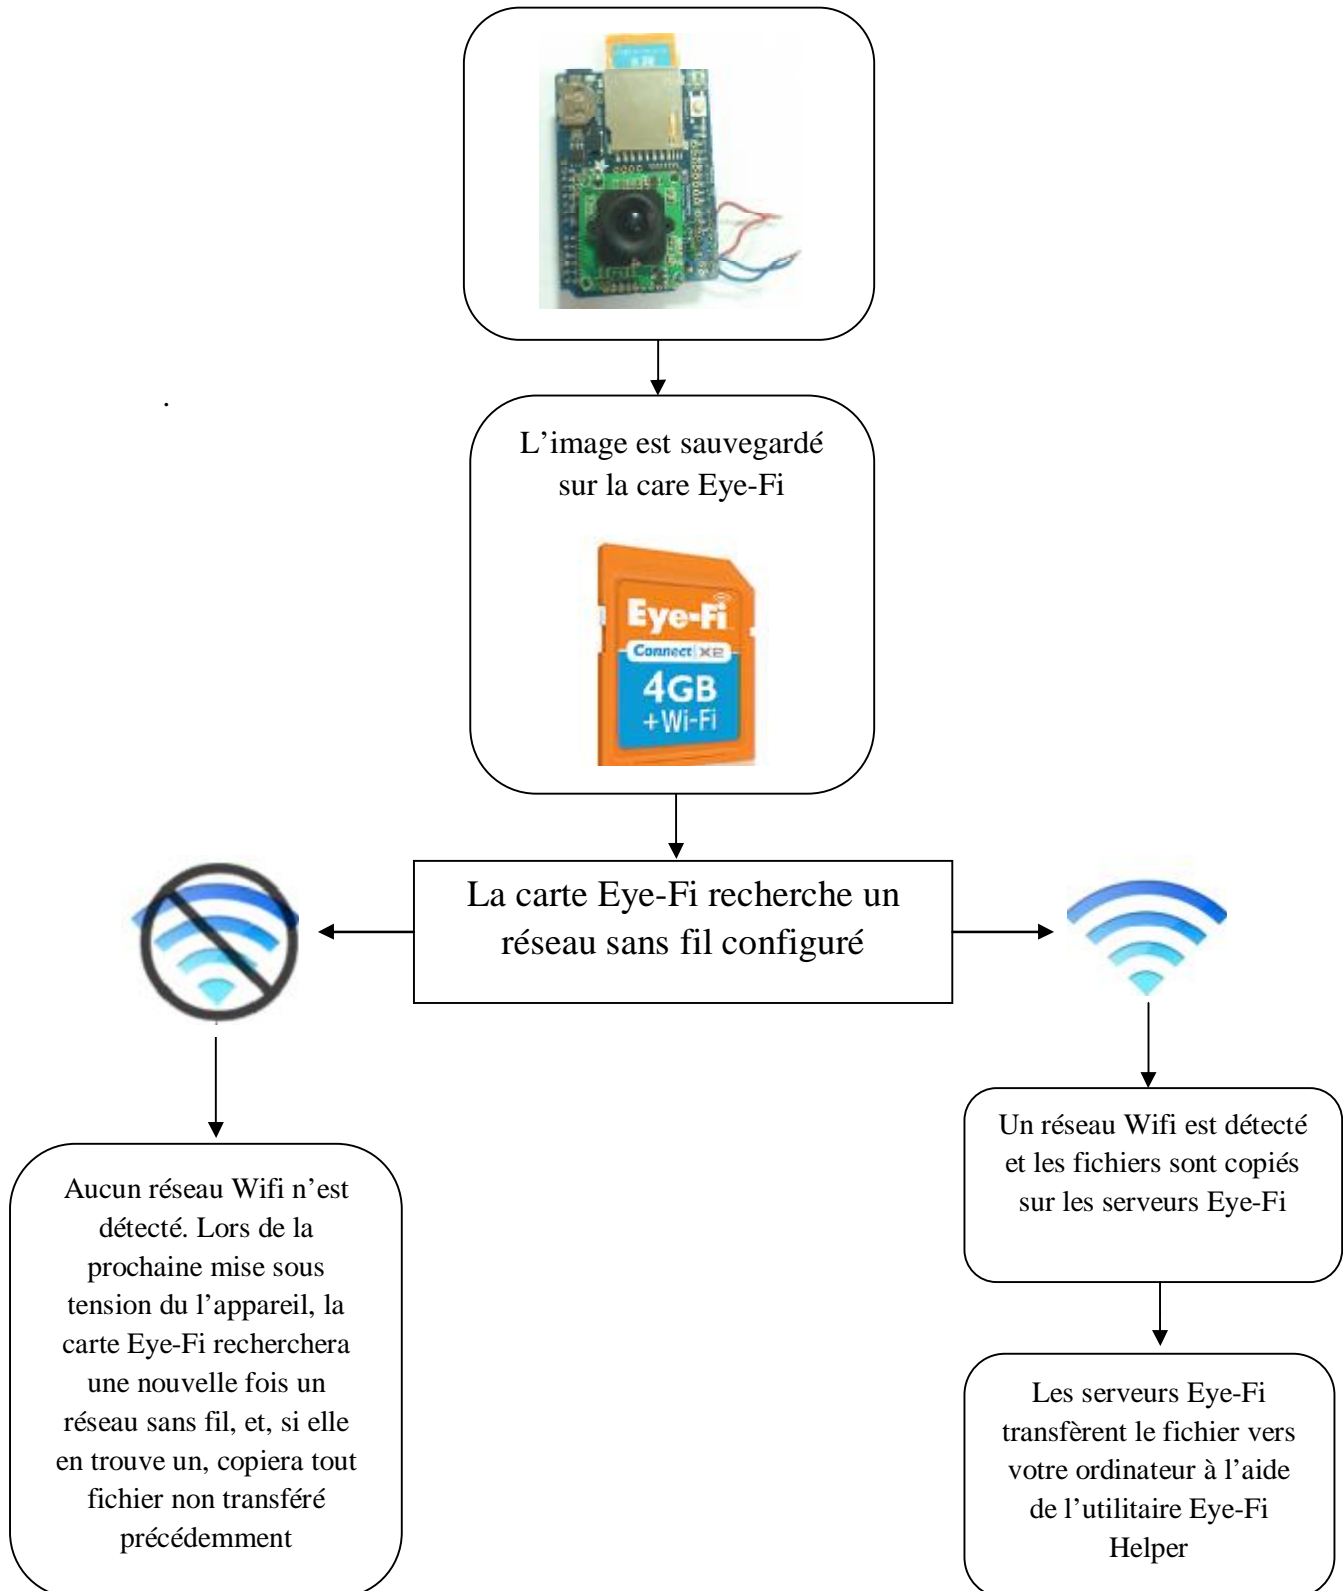 L’image est sauvegardé
sur la care Eye-Fi
Eye-Fi
Connect X2
4GB
+Wi-Fi
La carte Eye-Fi recherche un
réseau sans fil configuré
Aucun réseau Wifi n’est
détecté. Lors de la
prochaine mise sous
tension du l’appareil, la
carte Eye-Fi recherchera
une nouvelle fois un
réseau sans fil, et, si elle
en trouve un, copiera tout
fichier non transféré
précédemment
Un réseau Wifi est détecté
et les fichiers sont copiés
sur les serveurs Eye-Fi
Les serveurs Eye-Fi
transfèrent le fichier vers
votre ordinateur à l’aide
de l’utilitaire Eye-Fi
Helper